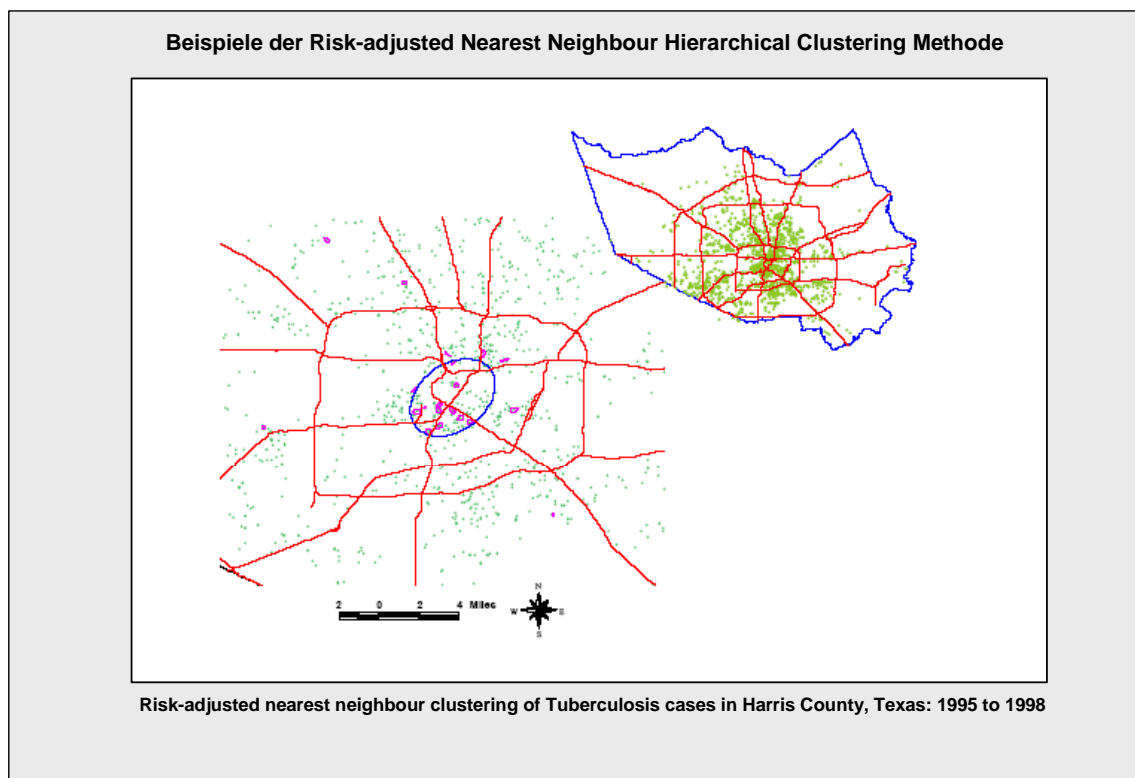 Beispiele der Risk-adjusted Nearest Neighbour Hierarchical Clustering Methode
2 0 2 4 Miles
N
W E
S
Risk-adjusted nearest neighbour clustering of Tuberculosis cases in Harris County, Texas: 1995 to 1998